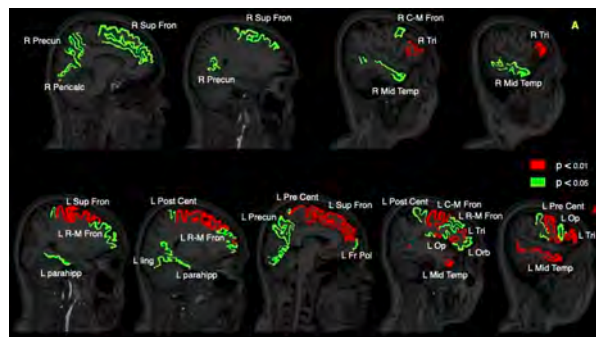 R Sup Fron
R Precun
R Pericalc
R Sup Fron
R Precun
R C-M Fron
R Tri
R Mid Temp
A
R Tri
R Mid Temp
p < 0.01
p < 0.05
L Sup Fron
L R-M Fron
L parahipp
L Post Cent
L R-M Fron
L ling
L parahipp
L Pre Cent
L Sup Fron
L Precun
L Fr Pol
L Post Cent
L C-M Fron
L R-M Fron
L Tri
L Op
L Orb
L Mid Temp
L Pre Cent
L Op
L Tri
L Mid Temp